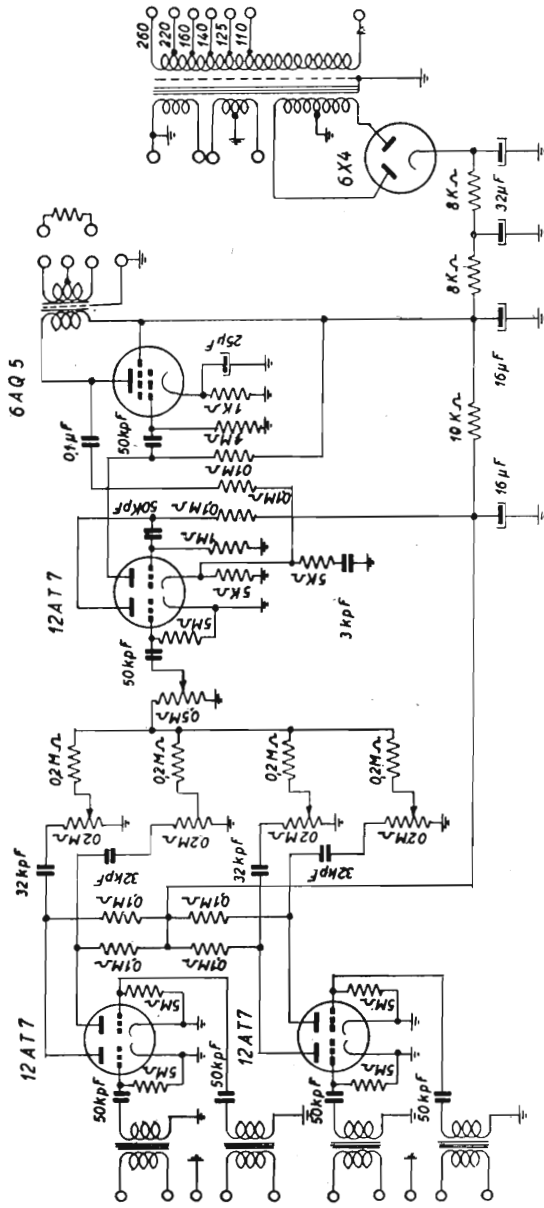 260
220
160
140
125
110
6X4
8KΩ
32µF
8KΩ
16µF
10KΩ
16µF
6AQ5
0,1µF
50kpF
25µF
1KΩ
1MΩ
0,1MΩ
0,1MΩ
50KpF
0,1MΩ
12AT7
1MΩ
5KΩ
5KΩ
3kpF
5MΩ
50kpF
0,5MΩ
0,2MΩ
0,2MΩ
0,2MΩ
0,2MΩ
0,2MΩ
0,2MΩ
0,2MΩ
0,2MΩ
32kpF
32kpF
32kpF
32kpF
0,1MΩ
0,1MΩ
0,1MΩ
0,1MΩ
12AT7
5MΩ
5MΩ
50kpF
50kpF
12AT7
5MΩ
5MΩ
50kpF
50kpF